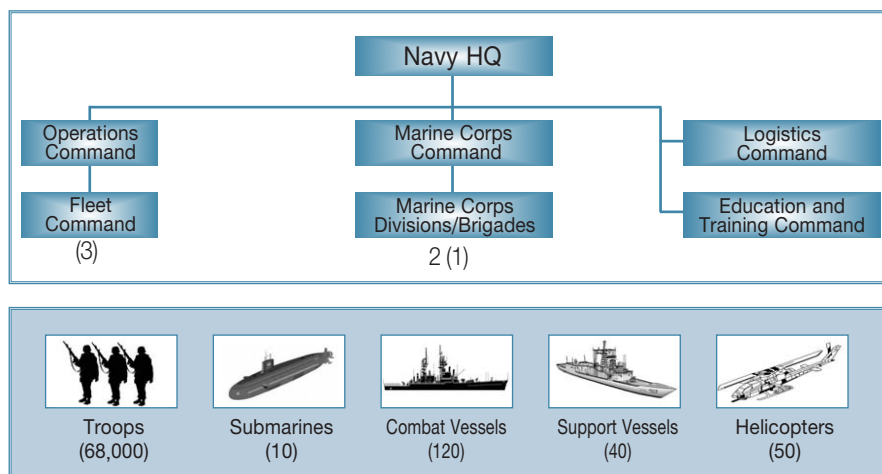 Navy HQ
Operations
Command
Marine Corps
Command
Logistics
Command
Fleet
Command
(3)
Marine Corps
Divisions/Brigades
2 (1)
Education and
Training Command
Troops
(68,000)
Submarines
(10)
Combat Vessels
(120)
Support Vessels
(40)
Helicopters
(50)